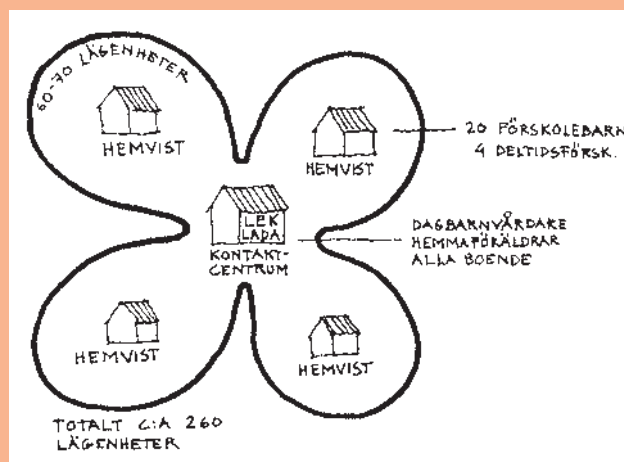 60-70 LÄGENHETER
HEMVIST
HEMVIST
20 FÖRSKOLEBARN
4 DELTIDSFÖRSK.
LEK
LADA
KONTAKT-
CENTRUM
DAGBARNVÅRDARE
HEMMAFÖRÄLDRAR
ALLA BOENDE
HEMVIST
HEMVIST
TOTALT C:A 260
LÄGENHETER